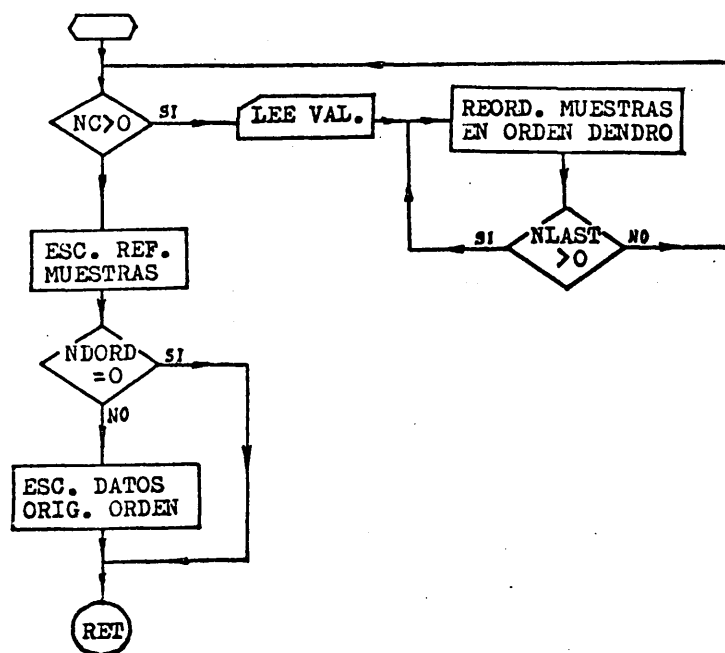 NC>0
SI
LEE VAL.
REORD. MUESTRAS
EN ORDEN DENDRO
NLAST
>0
SI
NO
ESC. REF.
MUESTRAS
NDORD
=0
SI
NO
ESC. DATOS
ORIG. ORDEN
RET